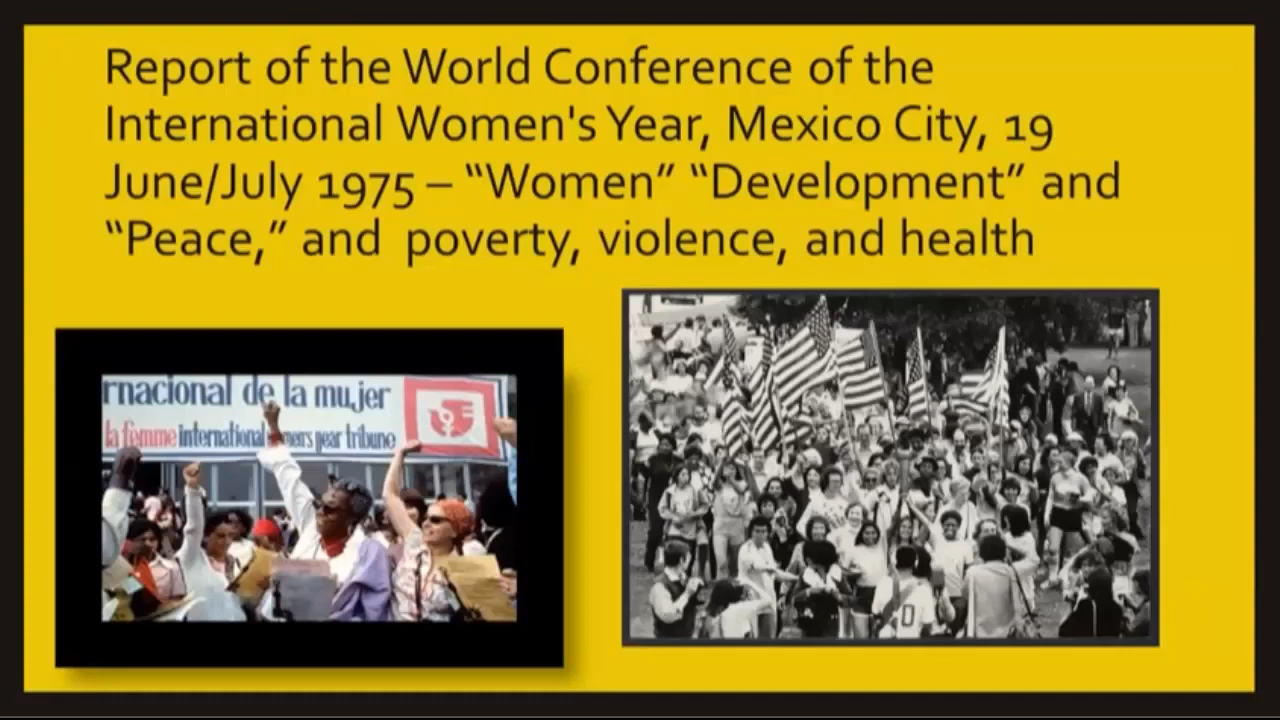 Report of the World Conference of the
International Women's Year, Mexico City, 19
June/July 1975 – “Women” “Development” and
“Peace,” and  poverty, violence, and health
rnacional de la mujer
la femme international women's year tribune